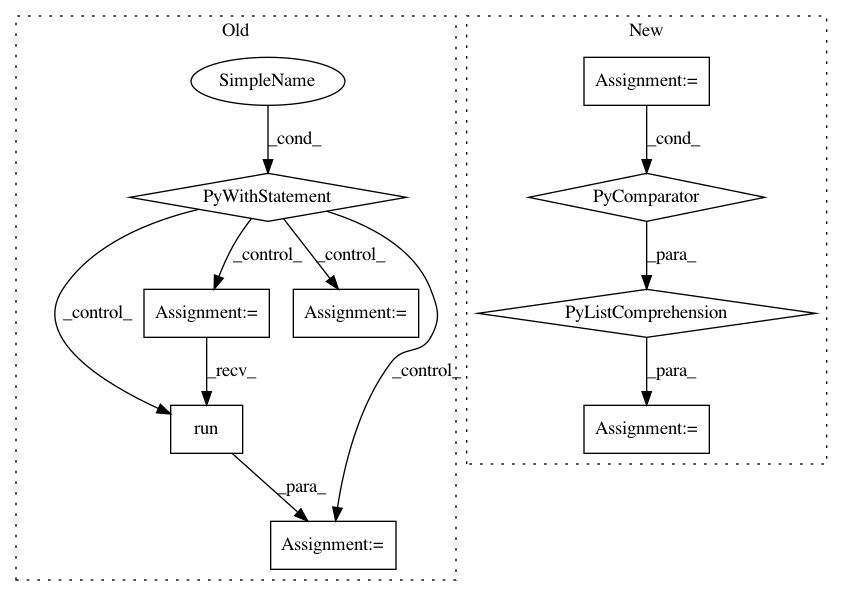 Old
New
SimpleName
Assignment:=
_cond_
_cond_
PyWithStatement
PyComparator
_control_
_control_
_para_
_control_
Assignment:=
Assignment:=
PyListComprehension
_recv_
_control_
_para_
run
Assignment:=
_para_
Assignment:=